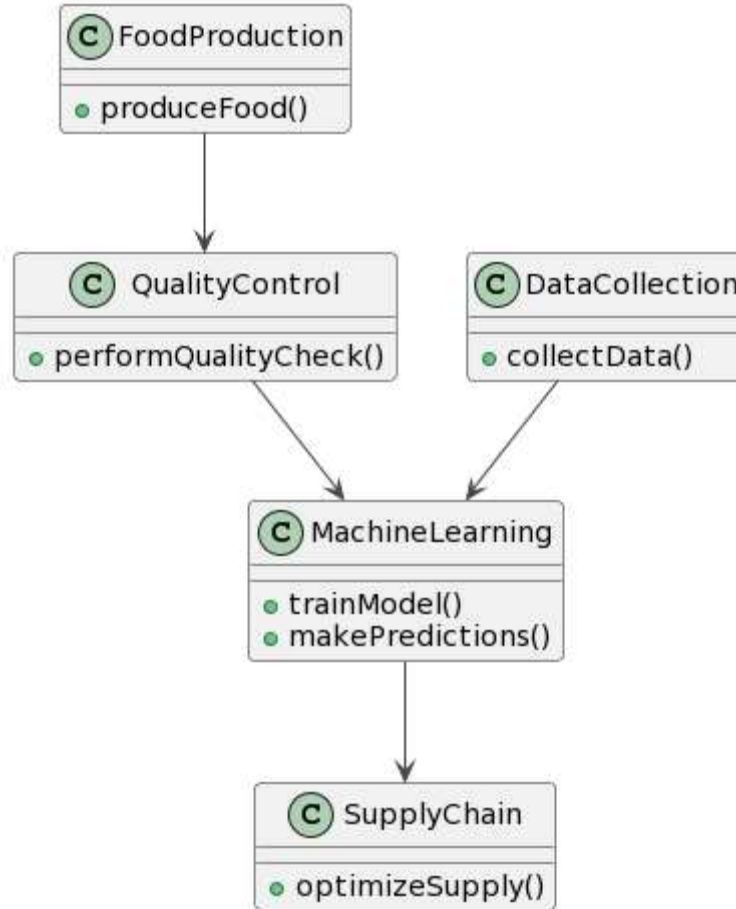 C FoodProduction
produceFood()
C QualityControl
performQualityCheck()
C DataCollection
collectData()
C MachineLearning
trainModel()
makePredictions()
C SupplyChain
optimizeSupply()